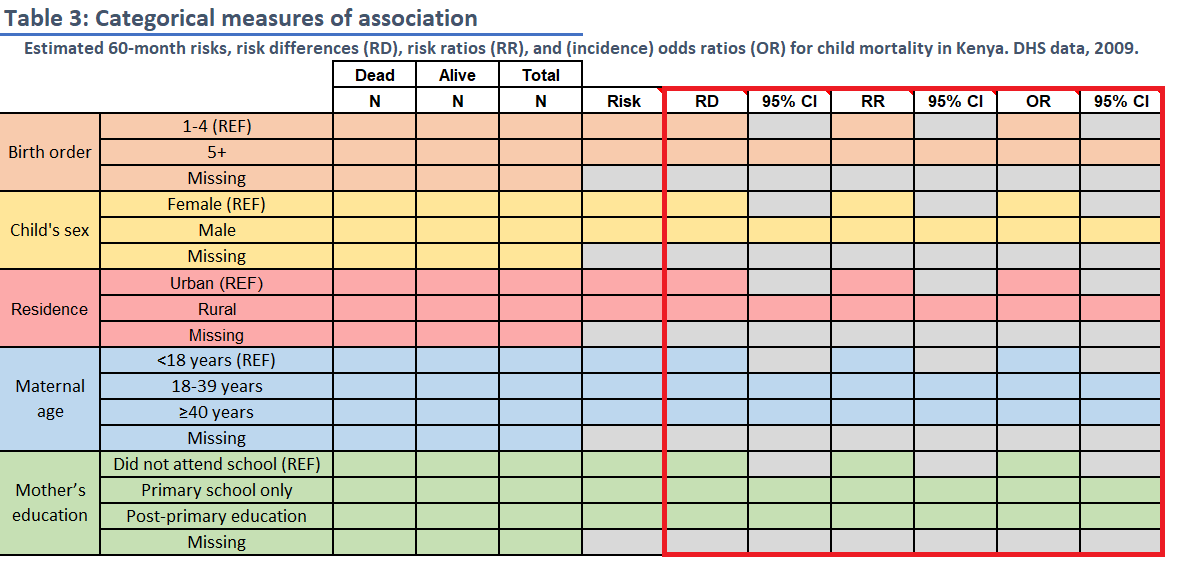 Table 3: Categorical measures of association
Estimated 60-month risks, risk differences (RD), risk ratios (RR), and (incidence) odds ratios (OR) for child mortality in Kenya. DHS data, 2009.
Dead Alive Total
N N N Risk RD 95% CI RR 95% CI OR 95% CI
Birth order
1-4 (REF)
5+
Missing
Child's sex
Female (REF)
Male
Missing
Residence
Urban (REF)
Rural
Missing
Maternal
age
<18 years (REF)
18-39 years
≥40 years
Missing
Mother’s
education
Did not attend school (REF)
Primary school only
Post-primary education
Missing